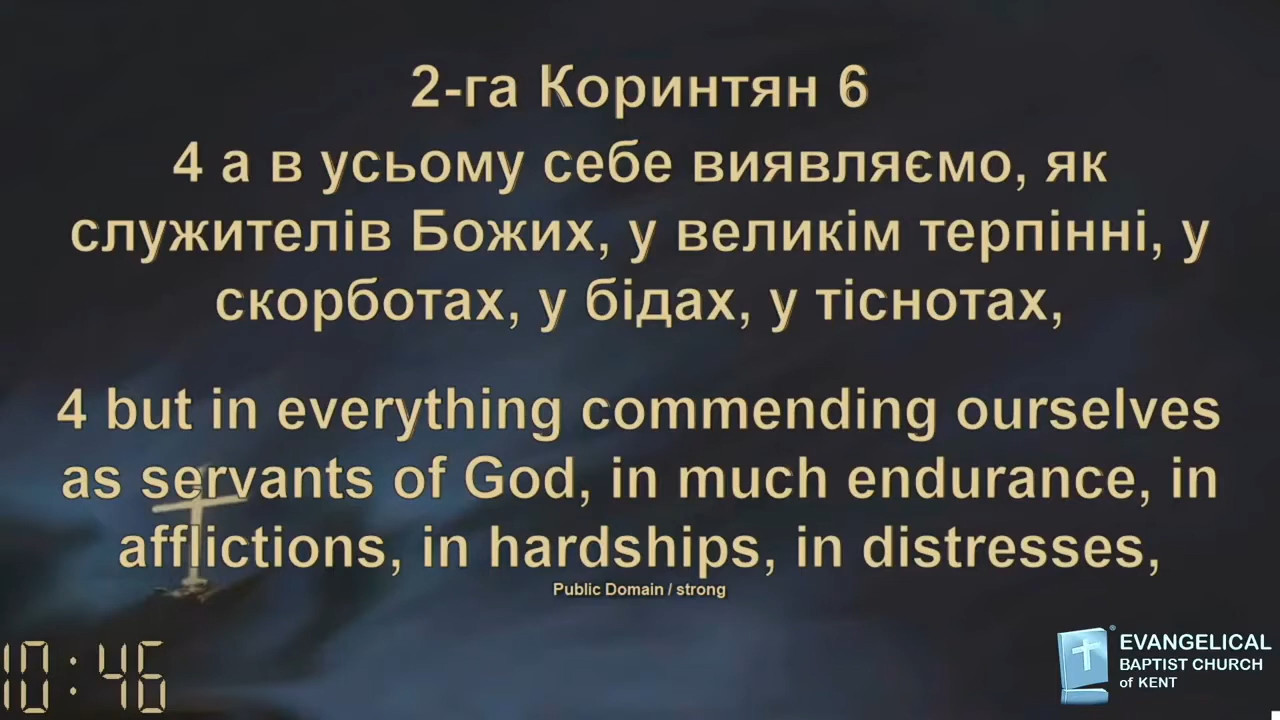 2-га Коринтян 6
4 а в усьому себе виявляємо, як
служителів Божих, у великім терпінні, у
скорботах, у бідах, у тіснотах,
4 but in everything commending ourselves
as servants of God, in much endurance, in
afflictions, in hardships, in distresses,
Public Domain / strong
10:46
EVANGELICAL
BAPTIST CHURCH
of KENT